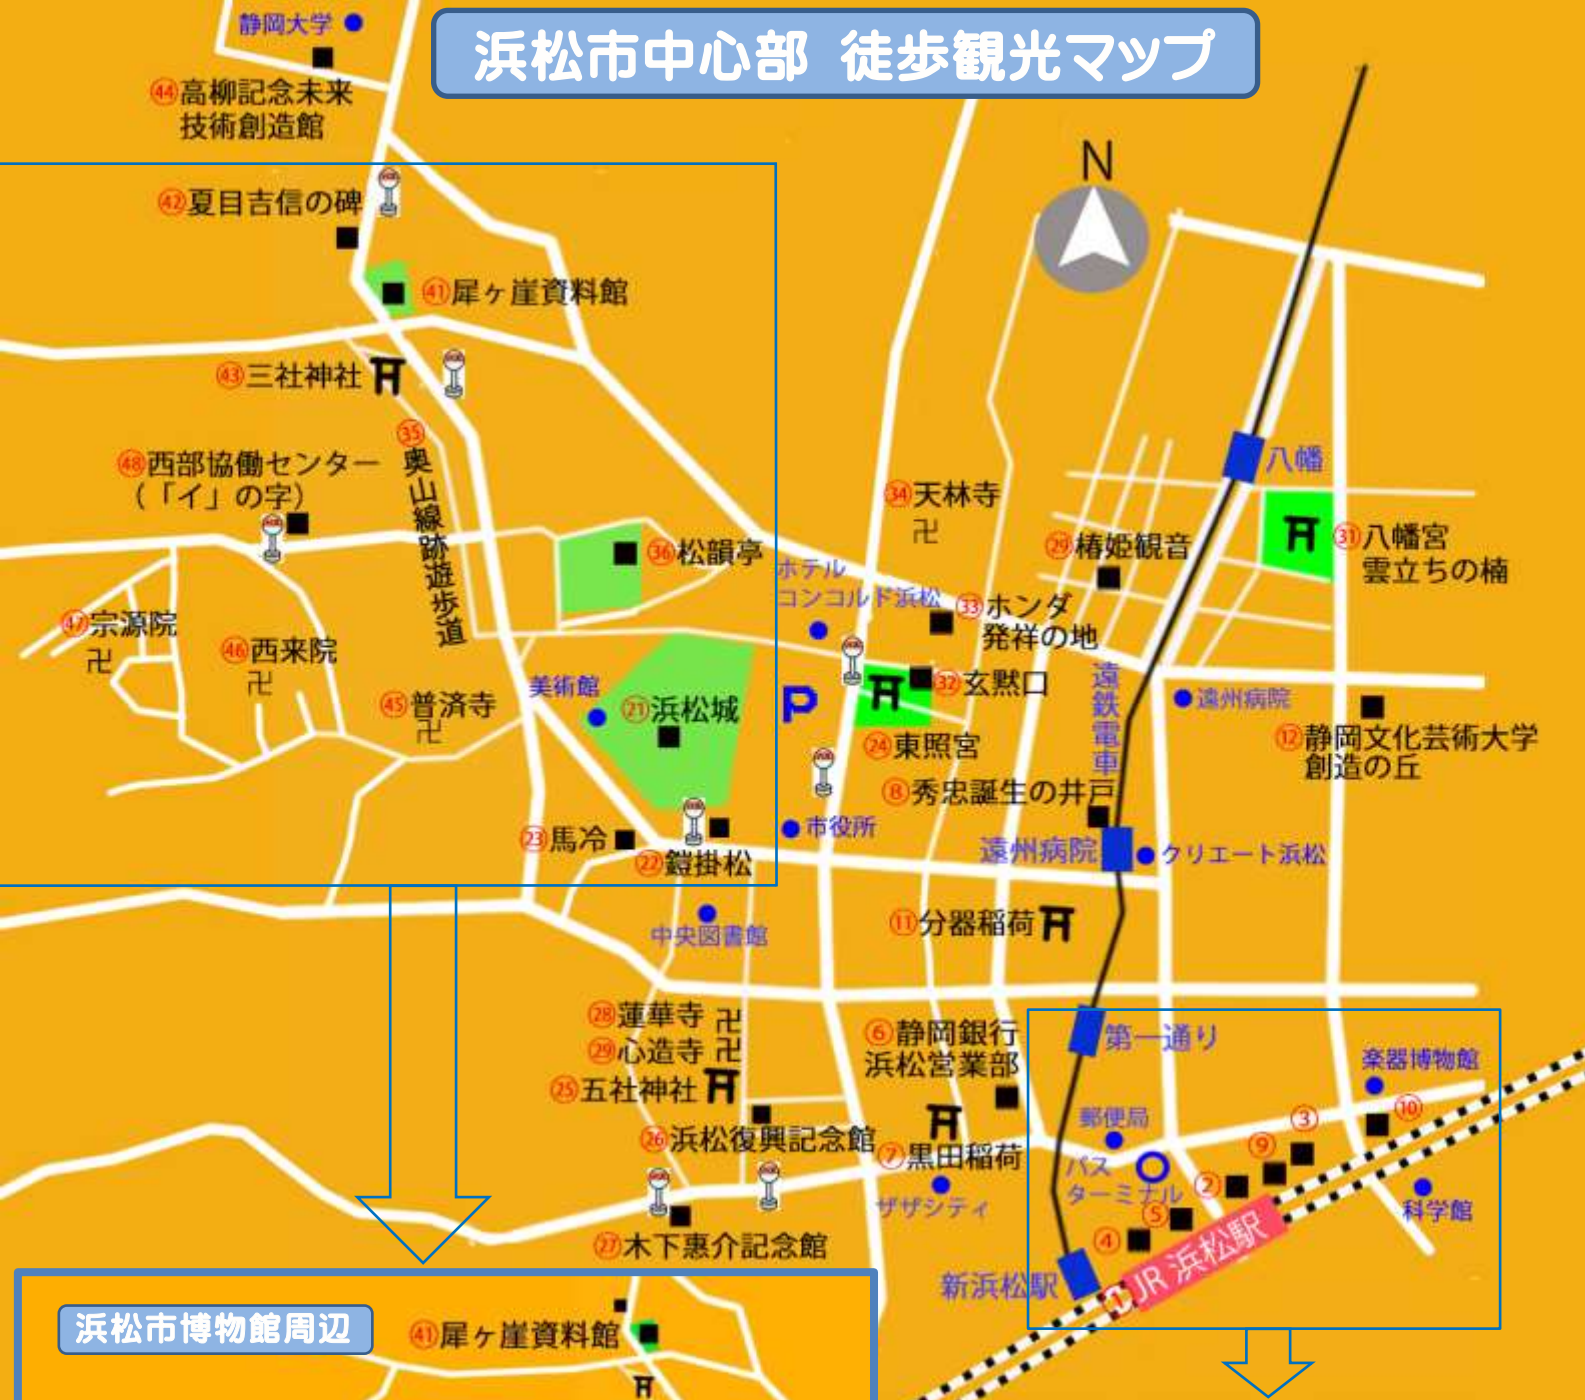 浜松市中心部 徒歩観光マップ
静岡大学
㊹高柳記念未来
技術創造館
N
㊷夏目吉信の碑
㊶犀ヶ崖資料館
㊸三社神社
㉟奥山線跡遊歩道
㊽西部協働センター
(「イ」の字)
八幡
㉞天林寺
卍
㉙椿姫観音
㉛八幡宮
雲立ちの楠
㊱松韻亭
ホテル
コンコルド浜松
㉝ホンダ
発祥の地
㊼宗源院
卍
㊻西来院
卍
㊺普済寺
卍
美術館
㉑浜松城
P
㉜玄黙口
遠鉄電車
遠州病院
㉔東照宮
⑫静岡文化芸術大学
創造の丘
⑧秀忠誕生の井戸
㉓馬冷
㉒鎧掛松
市役所
遠州病院
クリエート浜松
中央図書館
⑪分器稲荷
㉘蓮華寺 卍
㉙心造寺 卍
㉕五社神社
⑥静岡銀行
浜松営業部
第一通り
楽器博物館
㉖浜松復興記念館
⑦黒田稲荷
郵便局
バス
ターミナル
③
⑩
⑨
②
⑤
④
ザザシティ
科学館
㉗木下惠介記念館
新浜松駅
JR 浜松駅
浜松市博物館周辺
㊶犀ヶ崖資料館